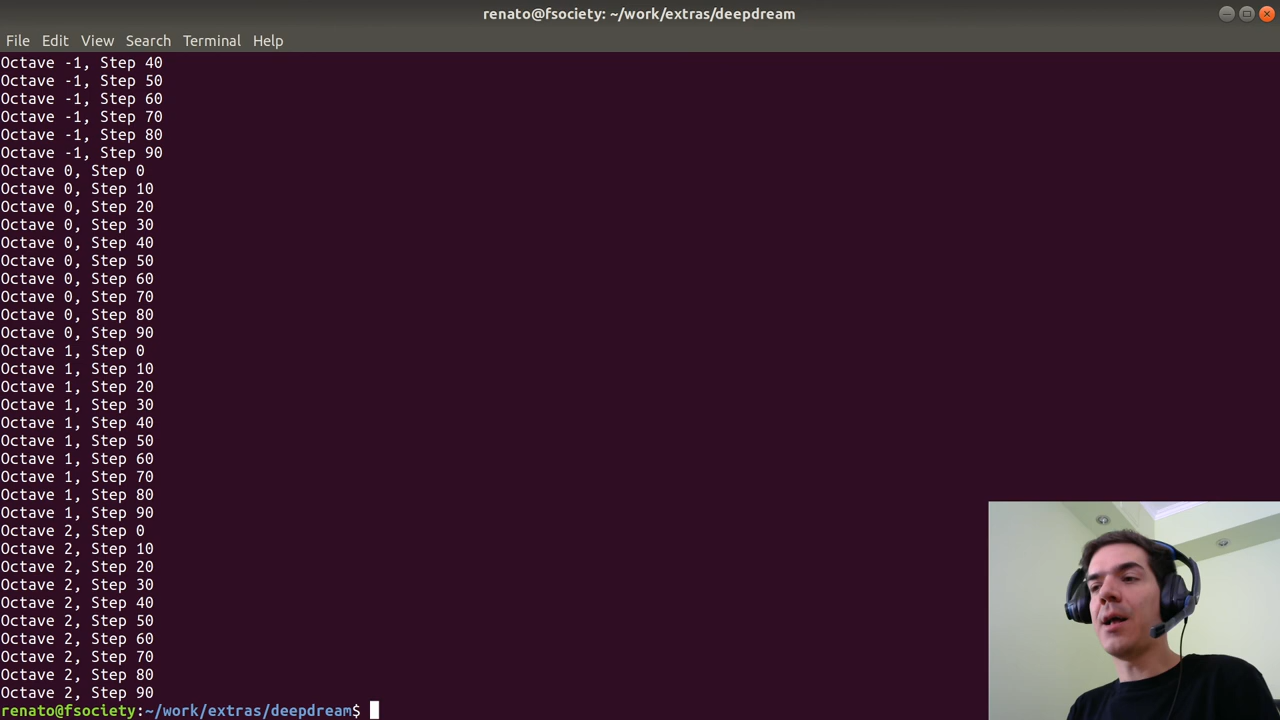 renato@fsociety: ~/work/extras/deepdream
File Edit View Search Terminal Help
Octave -1, Step 40
Octave -1, Step 50
Octave -1, Step 60
Octave -1, Step 70
Octave -1, Step 80
Octave -1, Step 90
Octave 0, Step 0
Octave 0, Step 10
Octave 0, Step 20
Octave 0, Step 30
Octave 0, Step 40
Octave 0, Step 50
Octave 0, Step 60
Octave 0, Step 70
Octave 0, Step 80
Octave 0, Step 90
Octave 1, Step 0
Octave 1, Step 10
Octave 1, Step 20
Octave 1, Step 30
Octave 1, Step 40
Octave 1, Step 50
Octave 1, Step 60
Octave 1, Step 70
Octave 1, Step 80
Octave 1, Step 90
Octave 2, Step 0
Octave 2, Step 10
Octave 2, Step 20
Octave 2, Step 30
Octave 2, Step 40
Octave 2, Step 50
Octave 2, Step 60
Octave 2, Step 70
Octave 2, Step 80
Octave 2, Step 90
renato@fsociety:~/work/extras/deepdream$